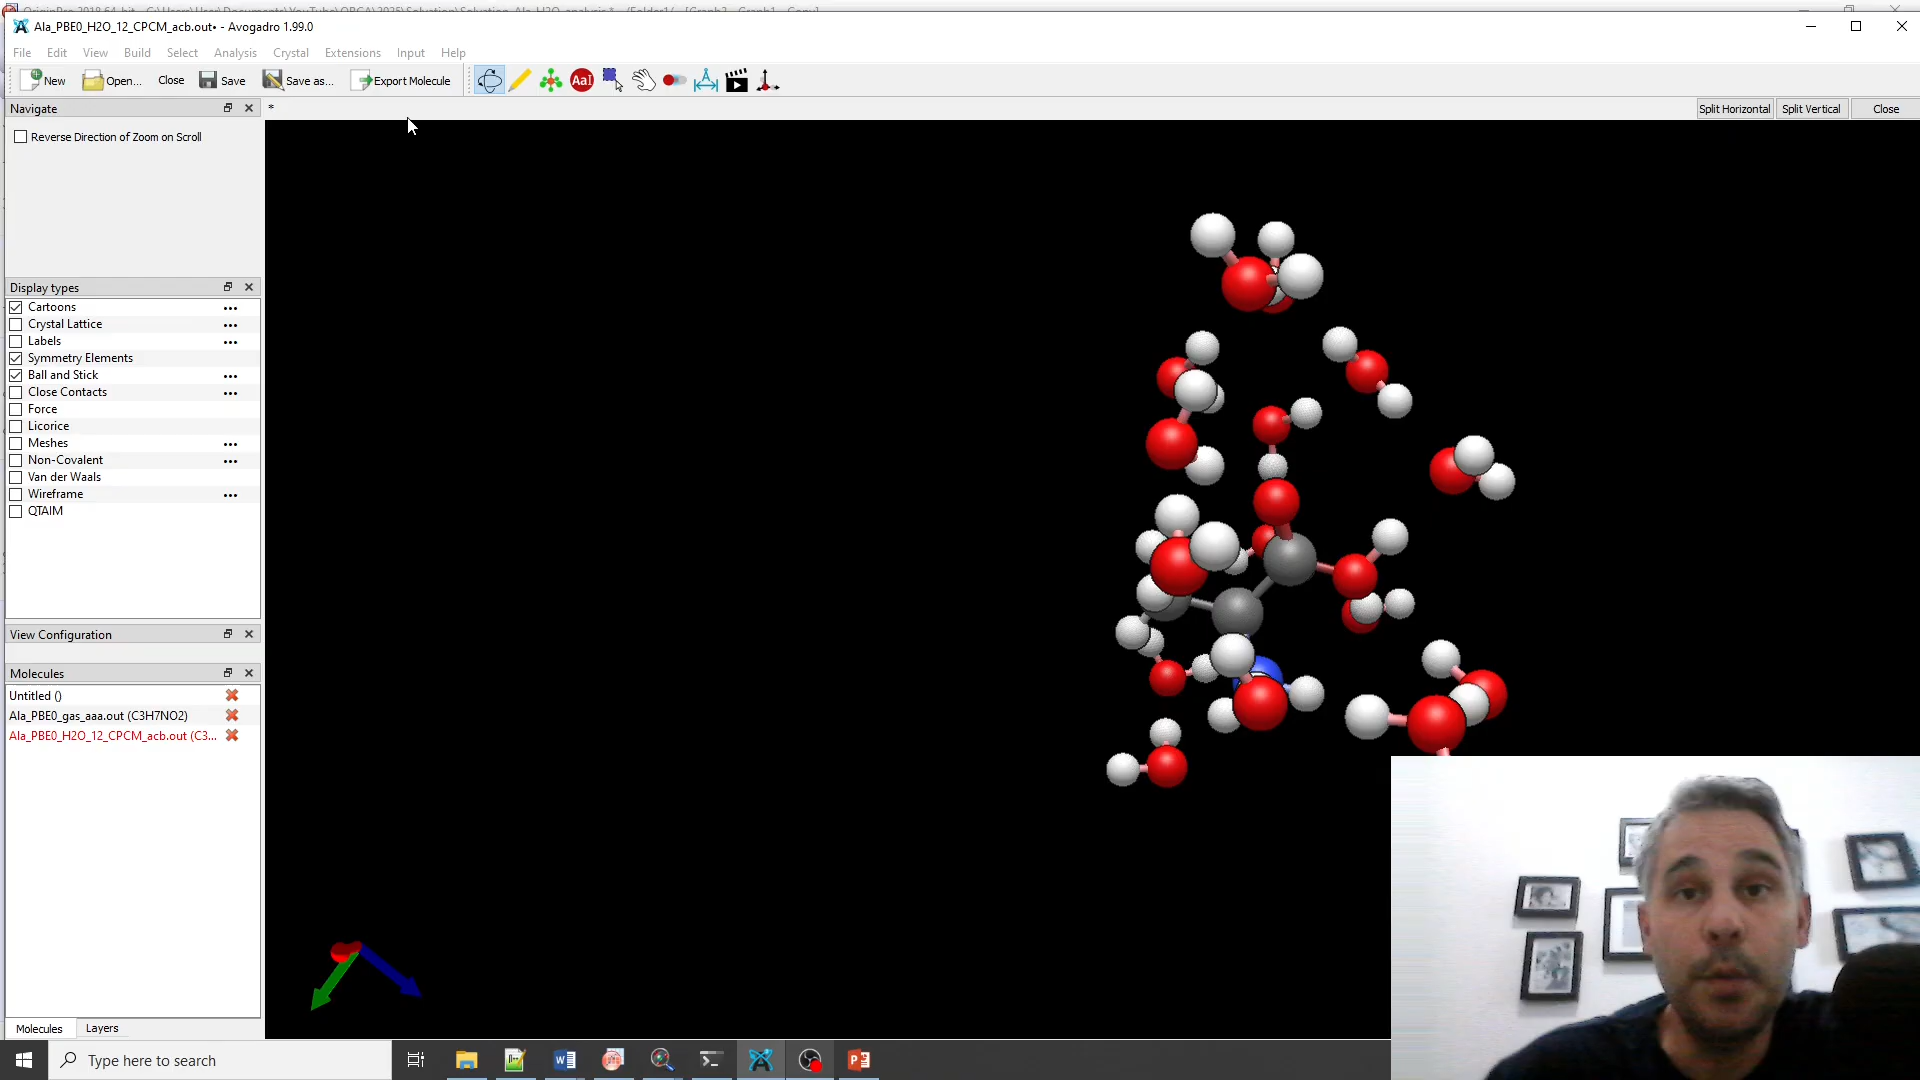 Ala_PBE0_H2O_12_CPCM_acb.out• - Avogadro 1.99.0
File Edit View Build Select Analysis Crystal Extensions Input Help
New Open... Close Save Save as... Export Molecule AaI
Navigate
* Split Horizontal Split Vertical Close
Reverse Direction of Zoom on Scroll
Display types
Cartoons
Crystal Lattice
Labels
Symmetry Elements
Ball and Stick
Close Contacts
Force
Licorice
Meshes
Non-Covalent
Van der Waals
Wireframe
QTAIM
View Configuration
Molecules
Untitled ()
Ala_PBE0_gas_aaa.out (C3H7NO2)
Ala_PBE0_H2O_12_CPCM_acb.out (C3...
Molecules Layers
Type here to search